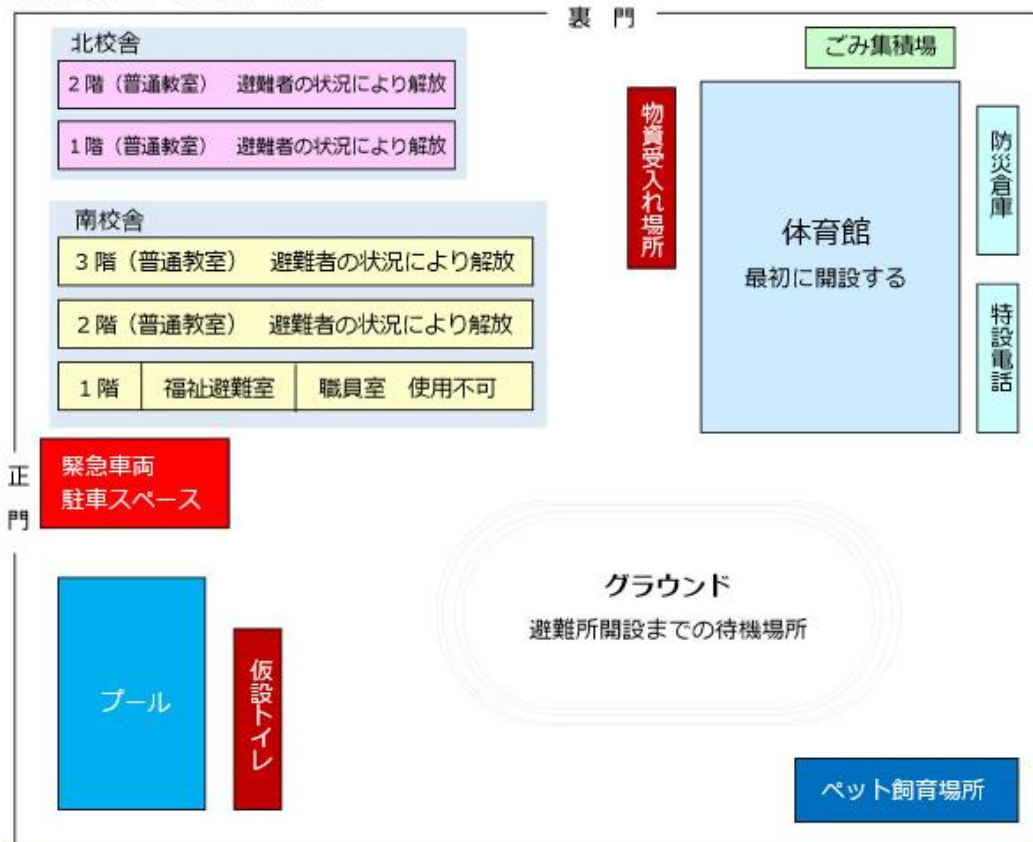 裏 門
北校舎
2階（普通教室） 避難者の状況により解放
1階（普通教室） 避難者の状況により解放
南校舎
3階（普通教室） 避難者の状況により解放
2階（普通教室） 避難者の状況により解放
1階 福祉避難室 職員室 使用不可
ごみ集積場
物資受入れ場所
体育館
最初に開設する
防災倉庫
特設電話
正門
緊急車両
駐車スペース
グラウンド
避難所開設までの待機場所
プール
仮設トイレ
ペット飼育場所